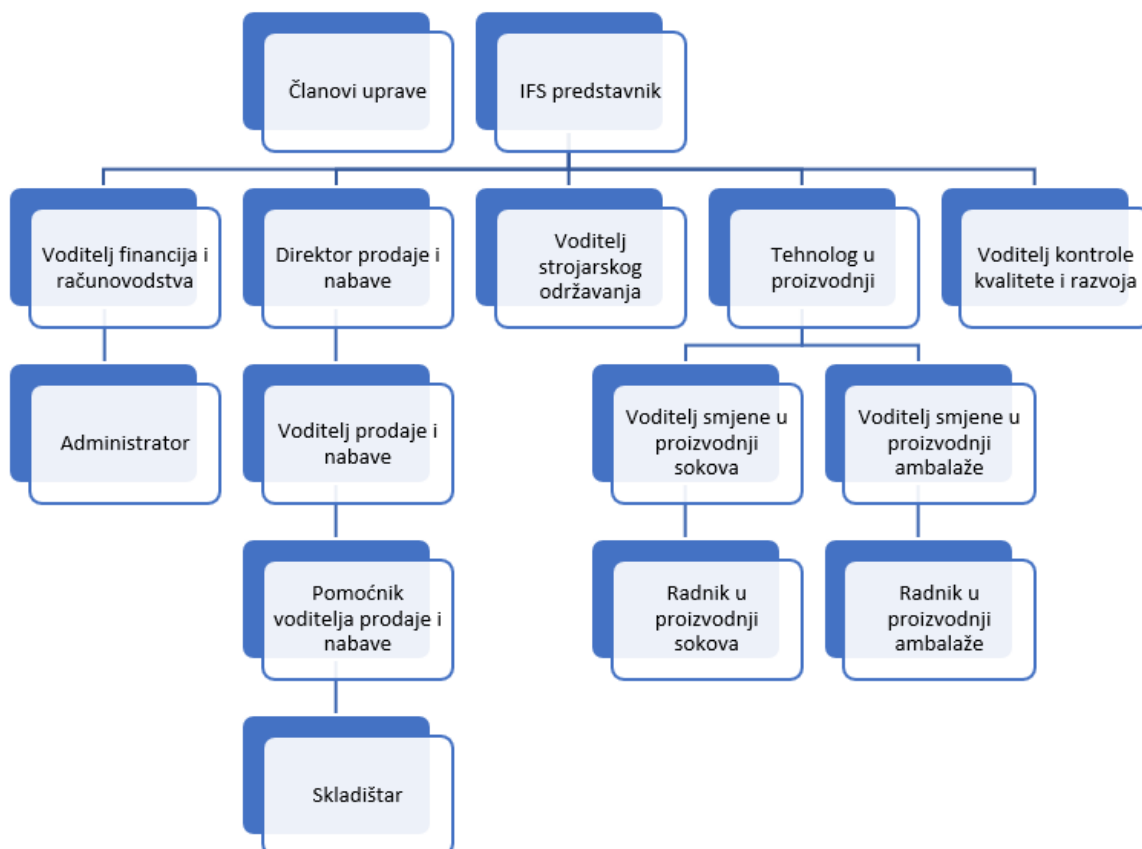 Članovi uprave
IFS predstavnik
Voditelj financija i
računovodstva
Direktor prodaje i
nabave
Voditelj
strojarskog
održavanja
Tehnolog u
proizvodnji
Voditelj kontrole
kvalitete i razvoja
Administrator
Voditelj prodaje i
nabave
Voditelj smjene u
proizvodnji
sokova
Voditelj smjene u
proizvodnji
ambalaže
Pomoćnik
voditelja prodaje i
nabave
Radnik u
proizvodnji
sokova
Radnik u
proizvodnji
ambalaže
Skladištar